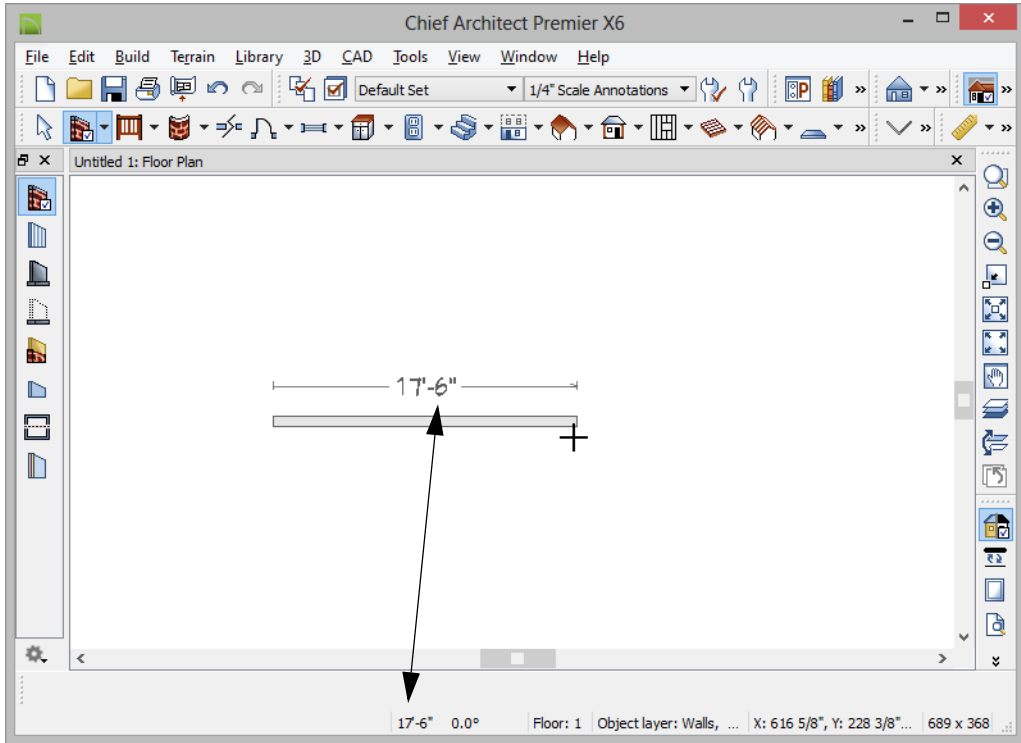 Chief Architect Premier X6
File Edit Build Terrain Library 3D CAD Tools View Window Help
Default Set 1/4" Scale Annotations P
Untitled 1: Floor Plan
17'-6"
17'-6" 0.0° Floor: 1 Object layer: Walls, ... X: 616 5/8", Y: 228 3/8"... 689 x 368